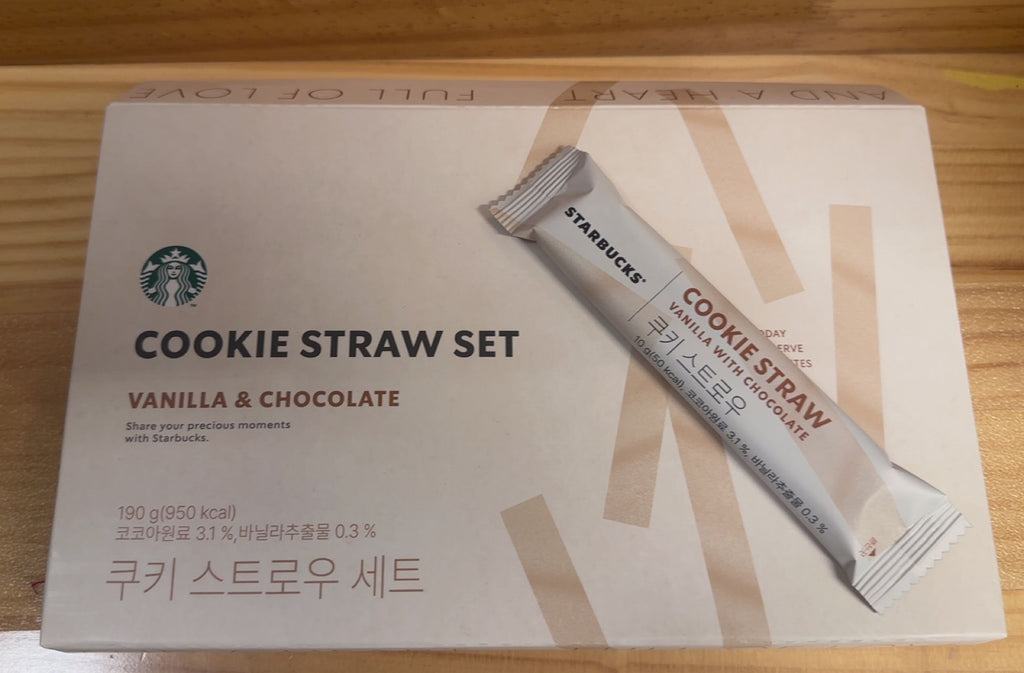 FULL OF LOVE
AND A HEART
COOKIE STRAW SET
VANILLA & CHOCOLATE
Share your precious moments
with Starbucks.
190 g(950 kcal)
코코아원료 3.1 %,바닐라추출물 0.3 %
쿠키 스트로우 세트
STARBUCKS
COOKIE STRAW
VANILLA WITH CHOCOLATE
쿠키 스트로우
10 g(50 kcal), 코코아원료 3.1 %, 바닐라추출물 0.3 %